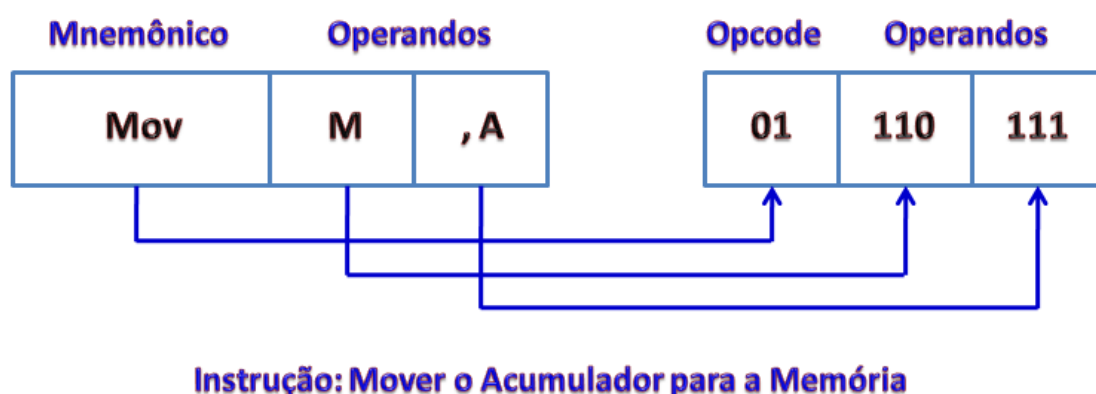 Mnemônico Operandos Opcode Operandos
Mov M , A 01 110 111
Instrução: Mover o Acumulador para a Memória